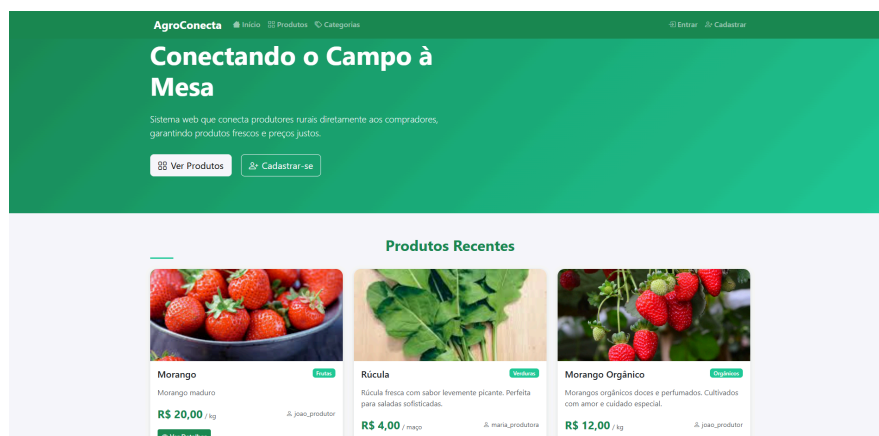 AgroConecta Início Produtos Categorias Entrar Cadastrar
Conectando o Campo à
Mesa
Sistema web que conecta produtores rurais diretamente aos compradores,
garantindo produtos frescos e preços justos.
Ver Produtos Cadastrar-se
Produtos Recentes
Morango Frutas
Morango maduro
R$ 20,00 / kg joao_produtor
Rúcula Verduras
Rúcula fresca com sabor levemente picante. Perfeita
para saladas sofisticadas.
R$ 4,00 / maço maria_produtora
Morango Orgânico Orgânicos
Morangos orgânicos doces e perfumados. Cultivados
com amor e cuidado especial.
R$ 12,00 / kg joao_produtor